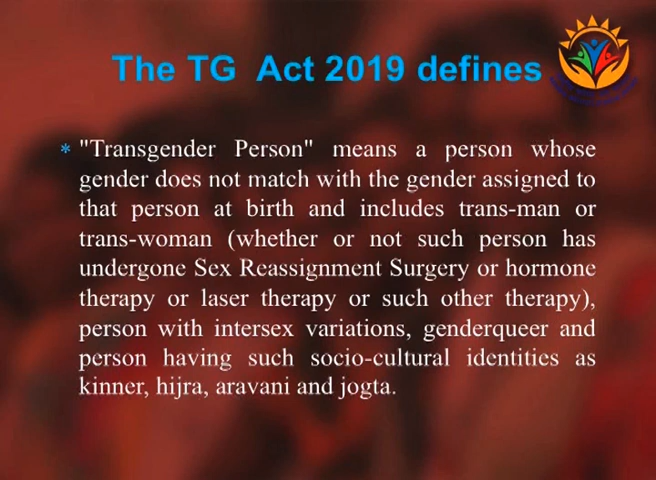 The TG Act 2019 defines
* "Transgender Person" means a person whose
gender does not match with the gender assigned to
that person at birth and includes trans-man or
trans-woman (whether or not such person has
undergone Sex Reassignment Surgery or hormone
therapy or laser therapy or such other therapy),
person with intersex variations, genderqueer and
person having such socio-cultural identities as
kinner, hijra, aravani and jogta.